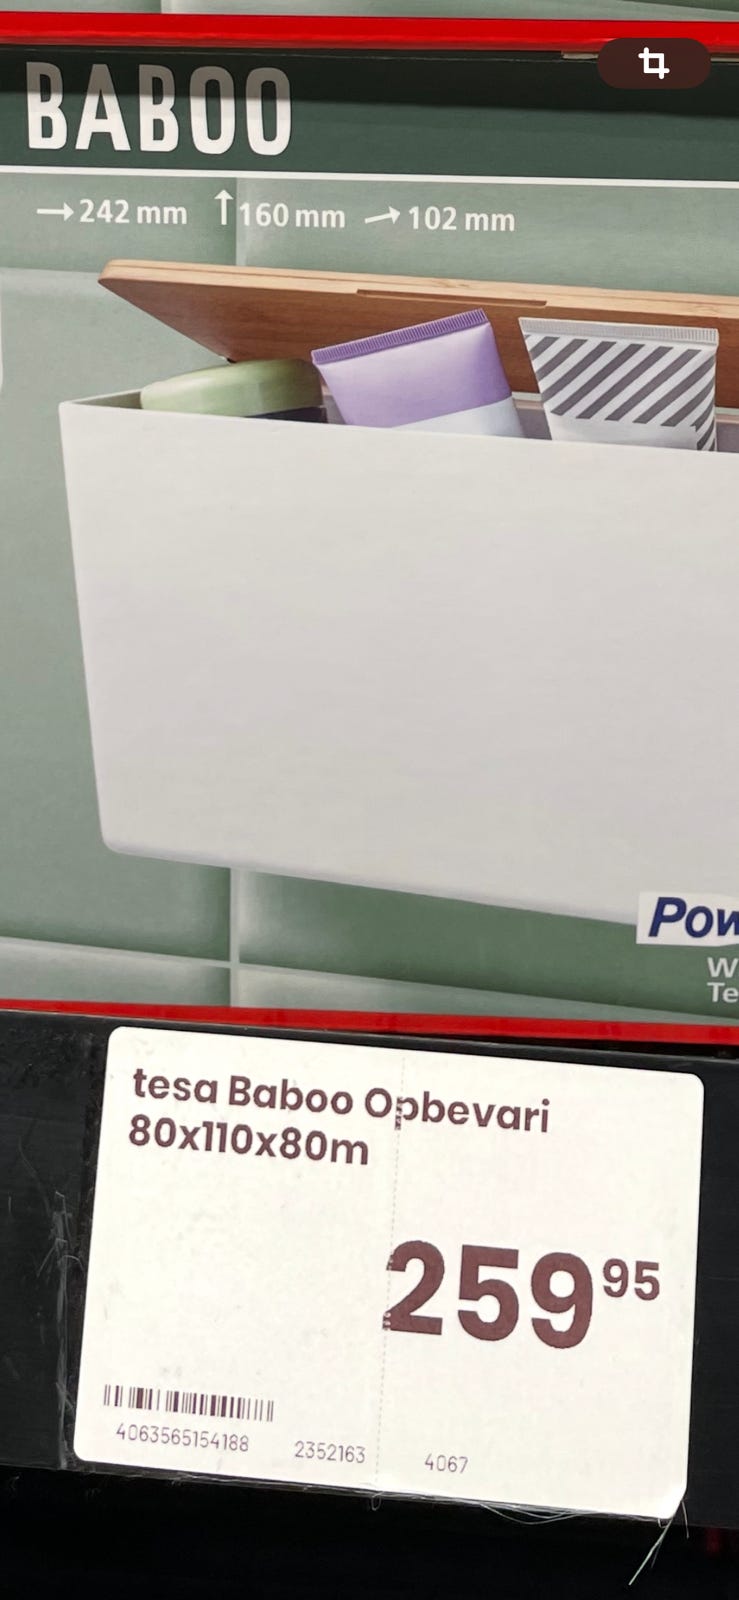 BABOO
→242 mm ↑160 mm →102 mm
Pow
W
Te
tesa Baboo Opbevari
80x110x80m
259 95
4063565154188 2352163 4067